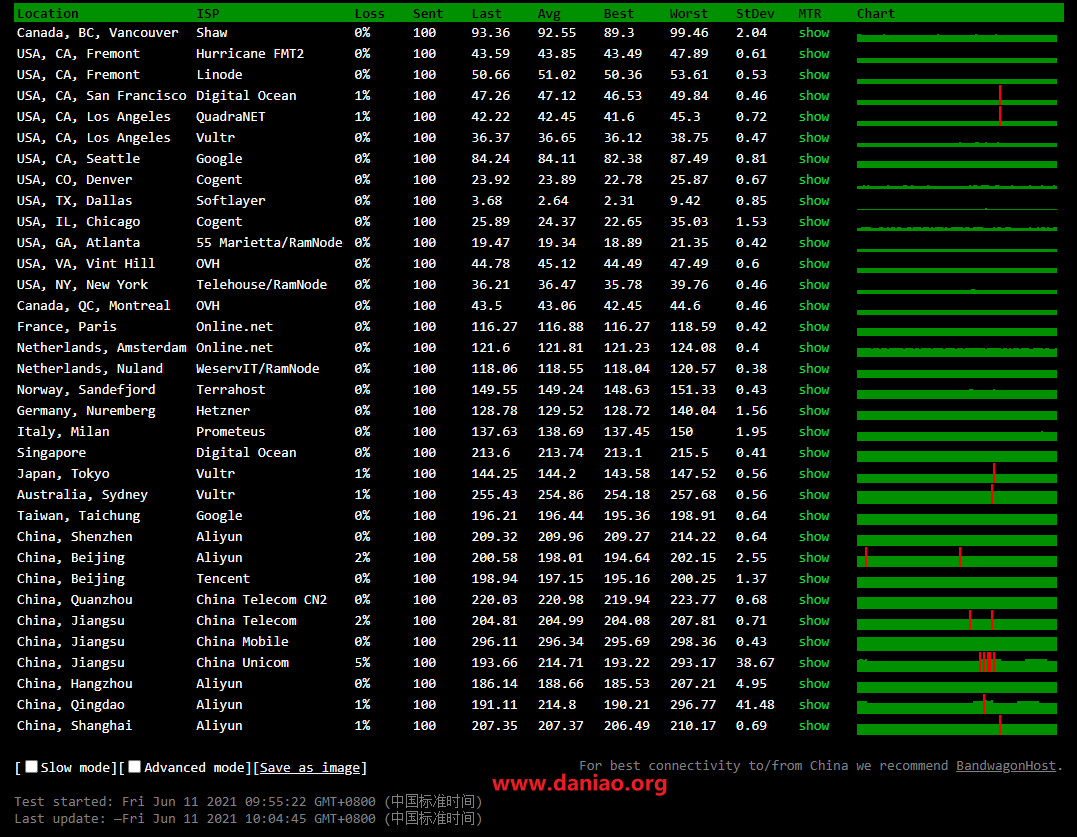 Location ISP Loss Sent Last Avg Best Worst StDev MTR Chart
Canada, BC, Vancouver Shaw 0% 100 93.36 92.55 89.3 99.46 2.04 show
USA, CA, Fremont Hurricane FMT2 0% 100 43.59 43.85 43.49 47.89 0.61 show
USA, CA, Fremont Linode 0% 100 50.66 51.02 50.36 53.61 0.53 show
USA, CA, San Francisco Digital Ocean 1% 100 47.26 47.12 46.53 49.84 0.46 show
USA, CA, Los Angeles QuadraNET 1% 100 42.22 42.45 41.6 45.3 0.72 show
USA, CA, Los Angeles Vultr 0% 100 36.37 36.65 36.12 38.75 0.47 show
USA, CA, Seattle Google 0% 100 84.24 84.11 82.38 87.49 0.81 show
USA, CO, Denver Cogent 0% 100 23.92 23.89 22.78 25.87 0.67 show
USA, TX, Dallas Softlayer 0% 100 3.68 2.64 2.31 9.42 0.85 show
USA, IL, Chicago Cogent 0% 100 25.89 24.37 22.65 35.03 1.53 show
USA, GA, Atlanta 55 Marietta/RamNode 0% 100 19.47 19.34 18.89 21.35 0.42 show
USA, VA, Vint Hill OVH 0% 100 44.78 45.12 44.49 47.49 0.6 show
USA, NY, New York Telehouse/RamNode 0% 100 36.21 36.47 35.78 39.76 0.46 show
Canada, QC, Montreal OVH 0% 100 43.5 43.06 42.45 44.6 0.46 show
France, Paris Online.net 0% 100 116.27 116.88 116.27 118.59 0.42 show
Netherlands, Amsterdam Online.net 0% 100 121.6 121.81 121.23 124.08 0.4 show
Netherlands, Nuland WeservIT/RamNode 0% 100 118.06 118.55 118.04 120.57 0.38 show
Norway, Sandefjord Terrahost 0% 100 149.55 149.24 148.63 151.33 0.43 show
Germany, Nuremberg Hetzner 0% 100 128.78 129.52 128.72 140.04 1.56 show
Italy, Milan Prometeus 0% 100 137.63 138.69 137.45 150 1.95 show
Singapore Digital Ocean 0% 100 213.6 213.74 213.1 215.5 0.41 show
Japan, Tokyo Vultr 1% 100 144.25 144.2 143.58 147.52 0.56 show
Australia, Sydney Vultr 1% 100 255.43 254.86 254.18 257.68 0.56 show
Taiwan, Taichung Google 0% 100 196.21 196.44 195.36 198.91 0.64 show
China, Shenzhen Aliyun 0% 100 209.32 209.96 209.27 214.22 0.64 show
China, Beijing Aliyun 2% 100 200.58 198.01 194.64 202.15 2.55 show
China, Beijing Tencent 0% 100 198.94 197.15 195.16 200.25 1.37 show
China, Quanzhou China Telecom CN2 0% 100 220.03 220.98 219.94 223.77 0.68 show
China, Jiangsu China Telecom 2% 100 204.81 204.99 204.08 207.81 0.71 show
China, Jiangsu China Mobile 0% 100 296.11 296.34 295.69 298.36 0.43 show
China, Jiangsu China Unicom 5% 100 193.66 214.71 193.22 293.17 38.67 show
China, Hangzhou Aliyun 0% 100 186.14 188.66 185.53 207.21 4.95 show
China, Qingdao Aliyun 1% 100 191.11 214.8 190.21 296.77 41.48 show
China, Shanghai Aliyun 1% 100 207.35 207.37 206.49 210.17 0.69 show
[ Slow mode][ Advanced mode][Save as image]
For best connectivity to/from China we recommend BandwagonHost.
www.daniao.org
Test started: Fri Jun 11 2021 09:55:22 GMT+0800 (中国标准时间)
Last update: —Fri Jun 11 2021 10:04:45 GMT+0800 (中国标准时间)